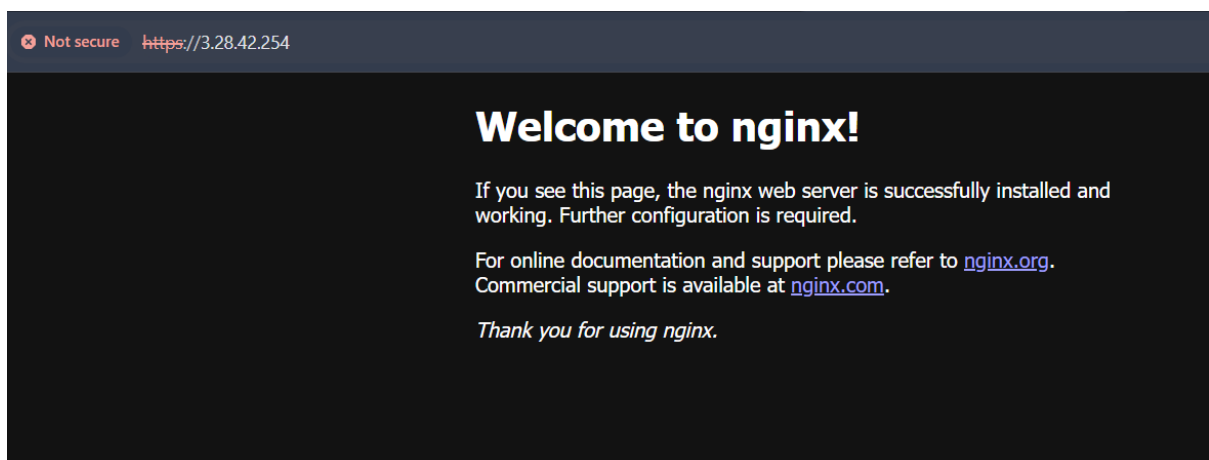 Not secure https://3.28.42.254
Welcome to nginx!
If you see this page, the nginx web server is successfully installed and
working. Further configuration is required.
For online documentation and support please refer to nginx.org.
Commercial support is available at nginx.com.
Thank you for using nginx.